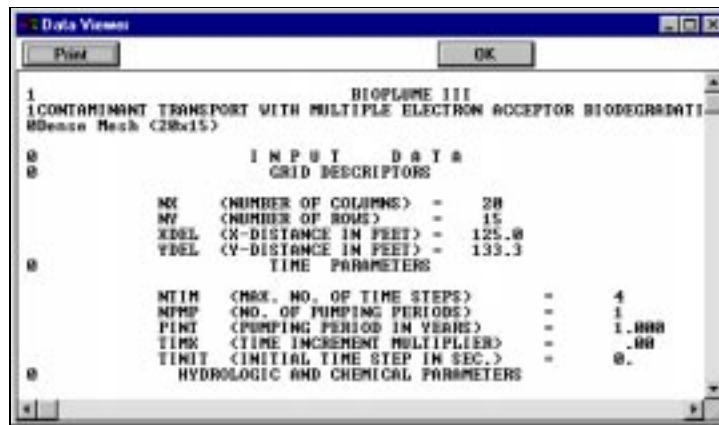 Data Viewer
Print OK
1 BIOPLUME III
1CONTAMINANT TRANSPORT WITH MULTIPLE ELECTRON ACCEPTOR BIODEGRADATI
0Dense Mesh (20x15)
0 I N P U T D A T A
0 GRID DESCRIPTORS
NX (NUMBER OF COLUMNS) = 20
NY (NUMBER OF ROWS) = 15
XDEL (X-DISTANCE IN FEET) = 125.0
YDEL (Y-DISTANCE IN FEET) = 133.3
0 TIME PARAMETERS
NTIM (MAX. NO. OF TIME STEPS) = 4
NPMP (NO. OF PUMPING PERIODS) = 1
PINT (PUMPING PERIOD IN YEARS) = 1.000
TIMX (TIME INCREMENT MULTIPLIER) = .00
TINIT (INITIAL TIME STEP IN SEC.) = 0.
0 HYDROLOGIC AND CHEMICAL PARAMETERS